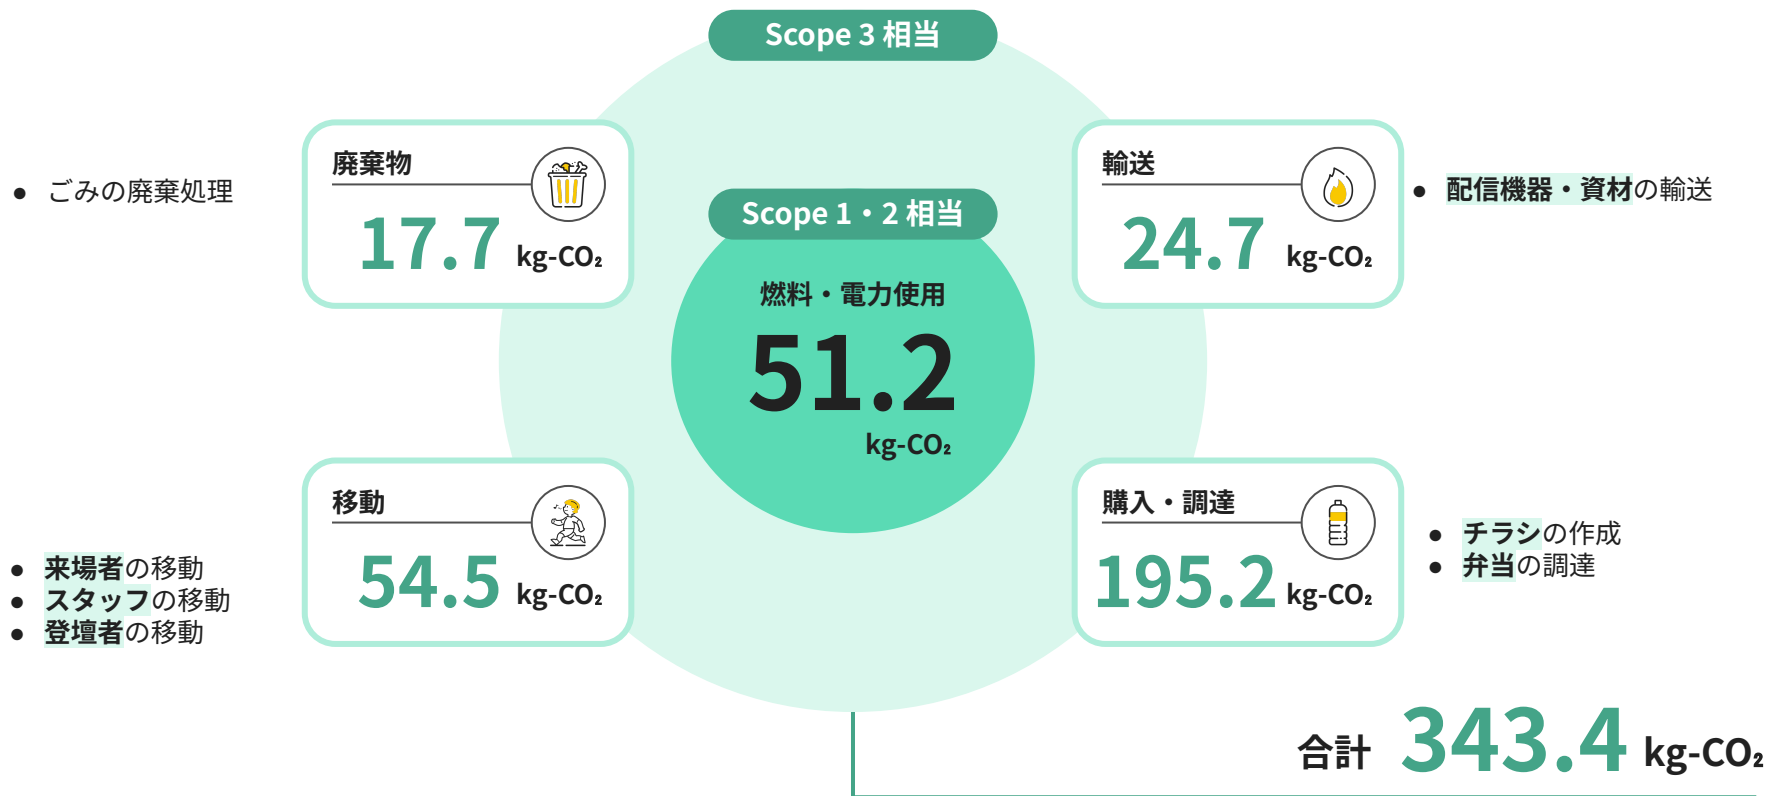 Scope 3 相当
廃棄物
17.7 kg-CO₂
● ごみの廃棄処理
輸送
24.7 kg-CO₂
● 配信機器・資材の輸送
Scope 1・2 相当
燃料・電力使用
51.2
kg-CO₂
移動
54.5 kg-CO₂
● 来場者の移動
● スタッフの移動
● 登壇者の移動
購入・調達
195.2 kg-CO₂
● チラシの作成
● 弁当の調達
合計 343.4 kg-CO₂